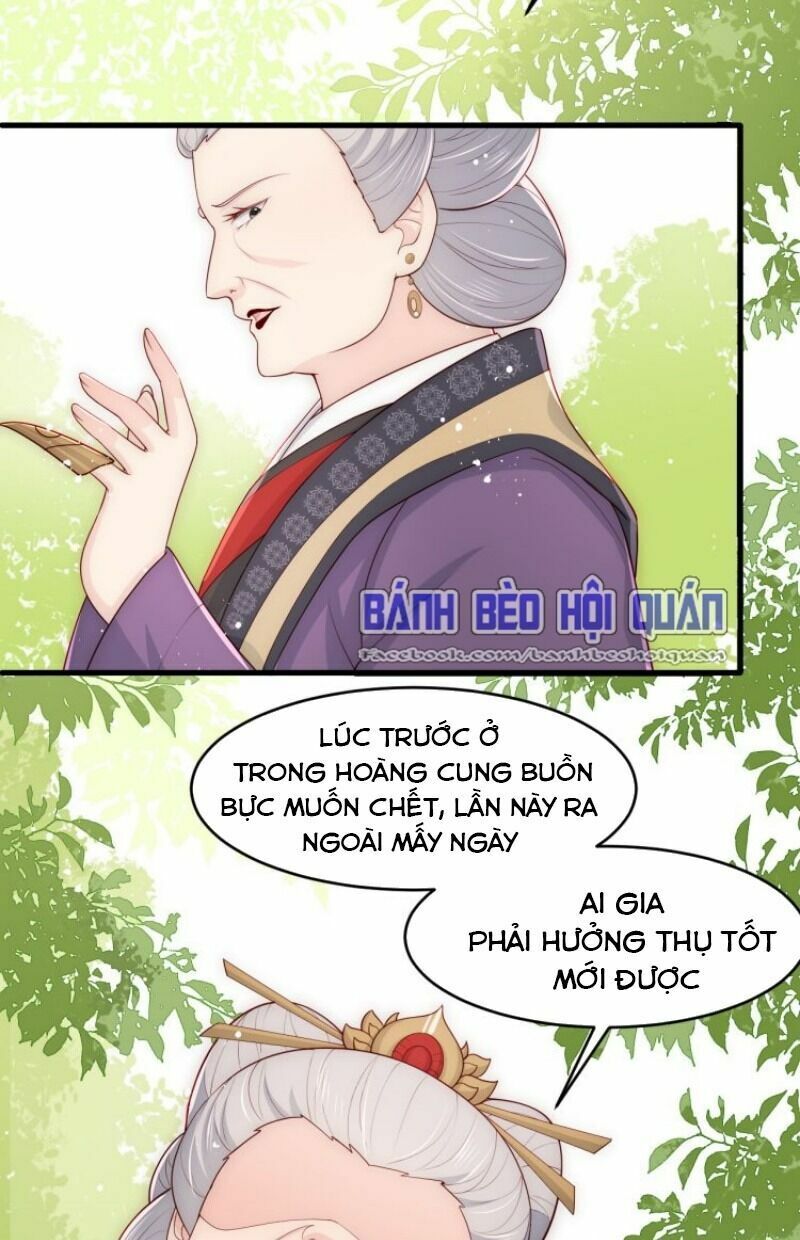 BÁNH BÈO HỘI QUÁN
Facebook.com/banhbeohoiquan
LÚC TRƯỚC Ở
TRONG HOÀNG CUNG BUỒN
BỰC MUỐN CHẾT, LẦN NÀY RA
NGOÀI MẤY NGÀY
AI GIA
PHẢI HƯỞNG THỤ TỐT
MỚI ĐƯỢC